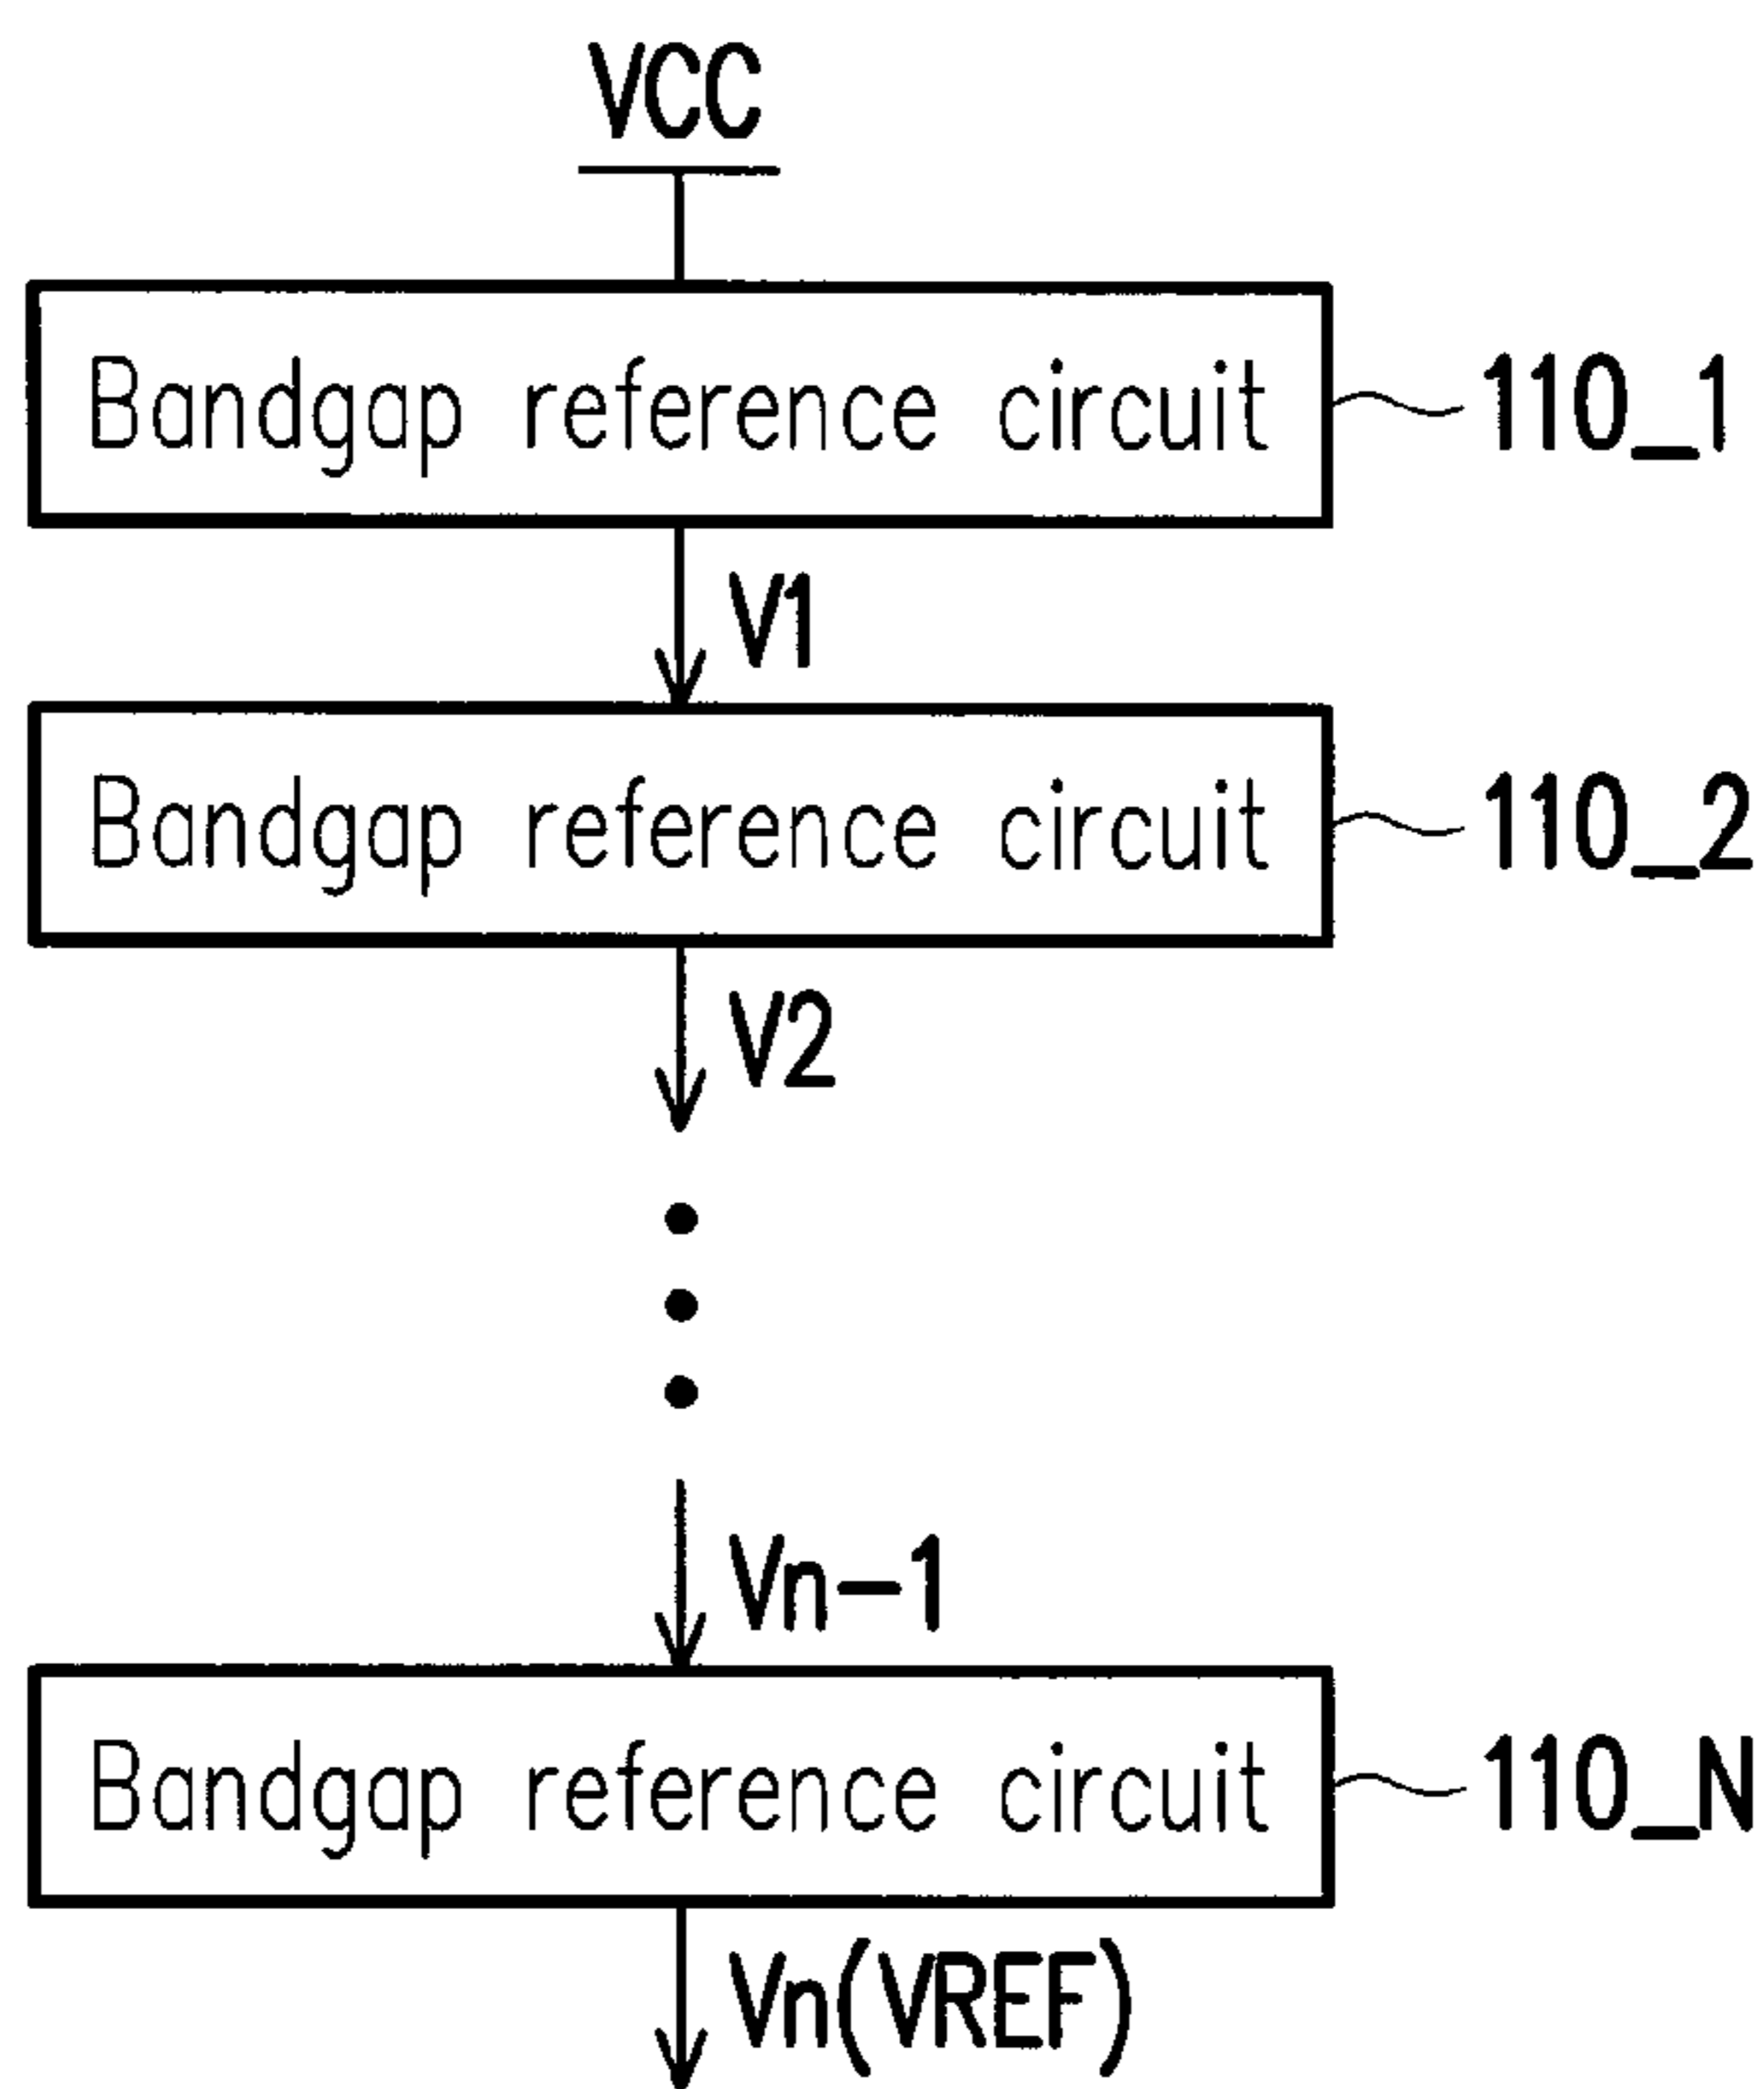 VCC
Bandgap reference circuit 110_1
V1
Bandgap reference circuit 110_2
V2
Vn-1
Bandgap reference circuit 110_N
Vn(VREF)